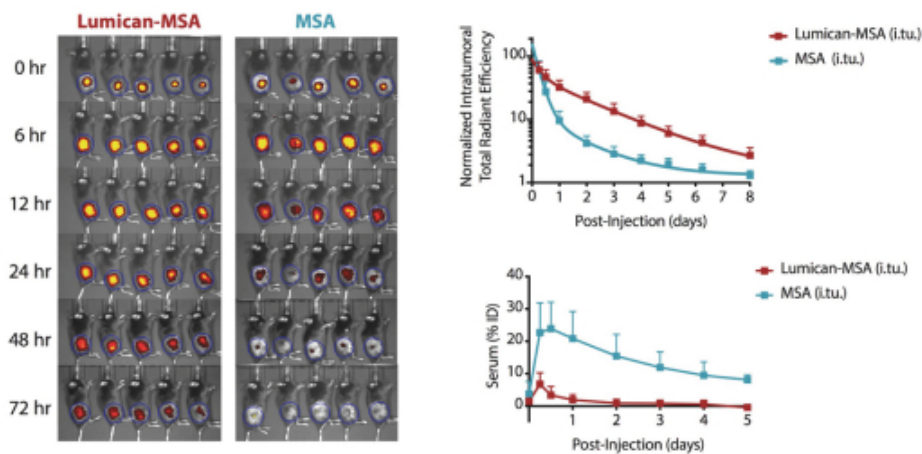 Lumican-MSA
MSA
0 hr
6 hr
12 hr
24 hr
48 hr
72 hr
Normalized Intratumoral
Total Radiant Efficiency
100
10
1
0 1 2 3 4 5 6 7 8
Post-Injection (days)
Lumican-MSA (i.tu.)
MSA (i.tu.)
Serum (% ID)
40
30
20
10
0
0 1 2 3 4 5
Post-Injection (days)
Lumican-MSA (i.tu.)
MSA (i.tu.)